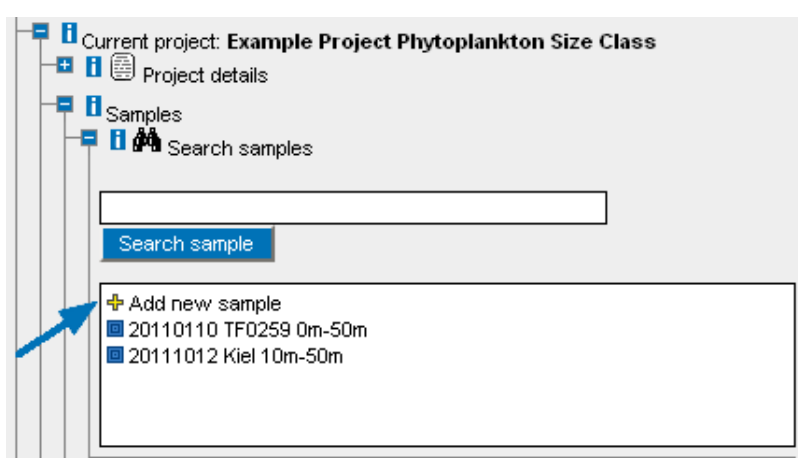 Current project: Example Project Phytoplankton Size Class
Project details
Samples
Search samples
Search sample
Add new sample
20110110 TF0259 0m-50m
20111012 Kiel 10m-50m